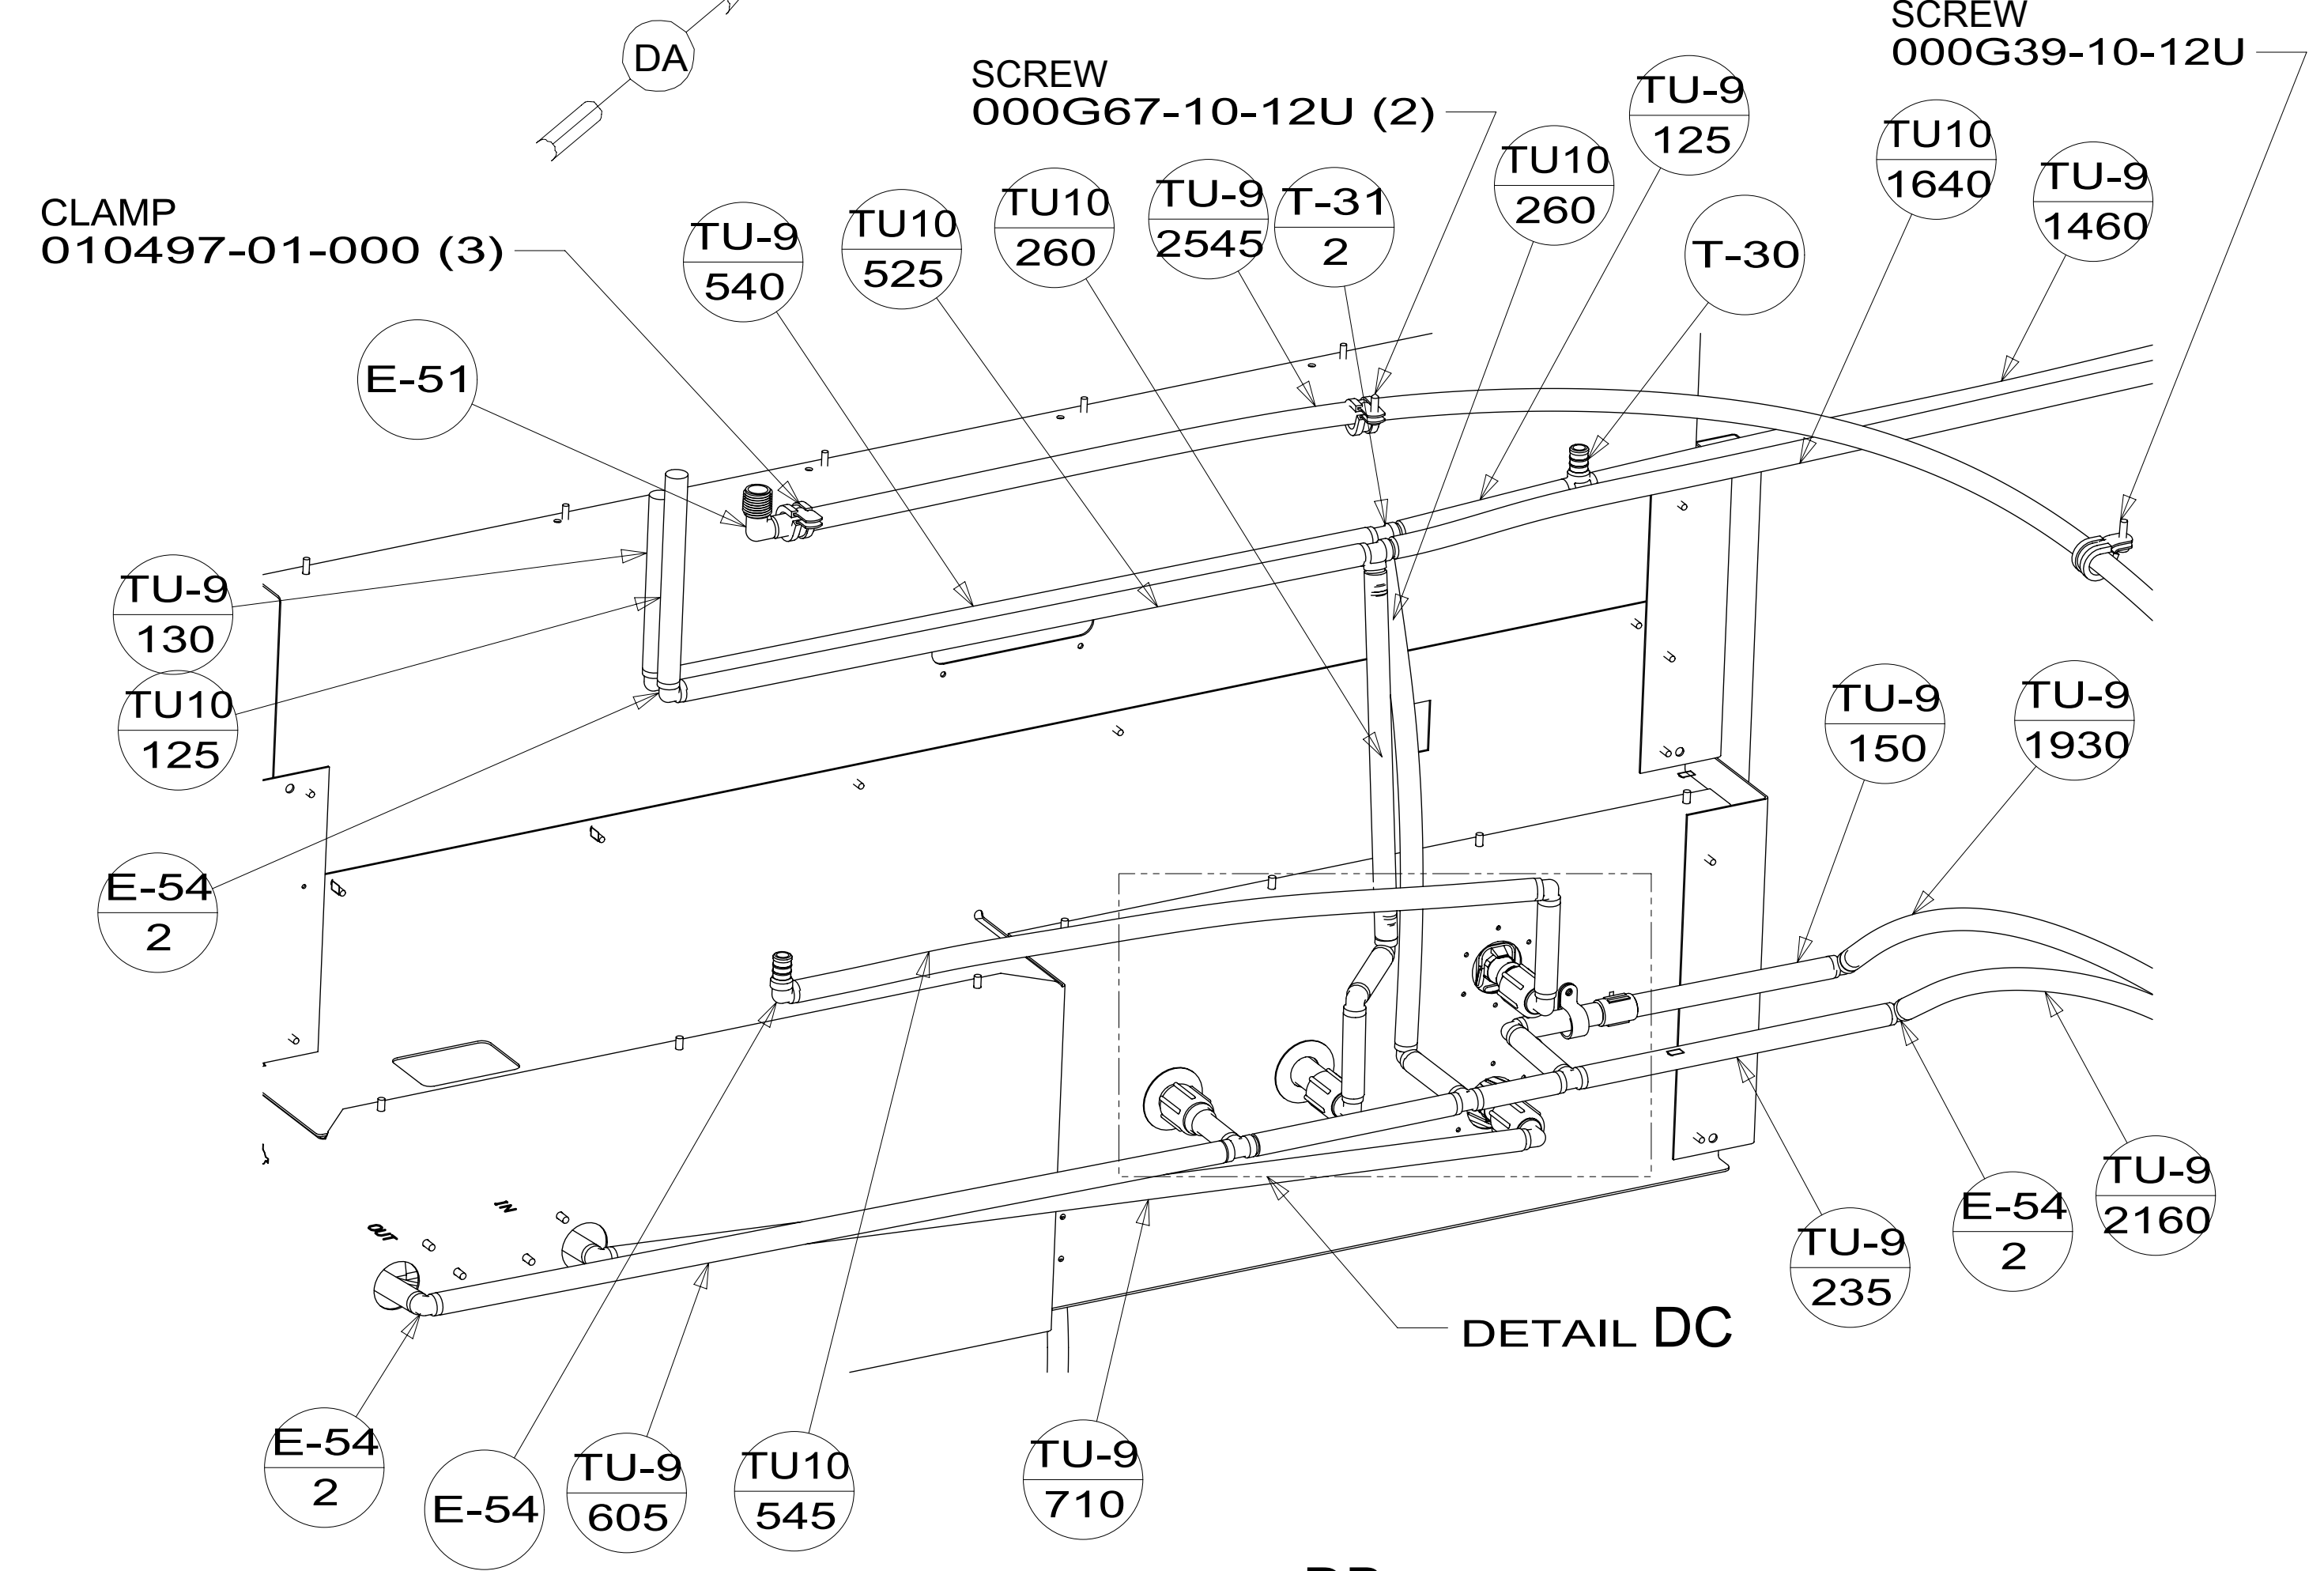 DA
SCREW
000G39-10-12U
SCREW
000G67-10-12U (2)
TU-9
125
TU10
1640
TU-9
1460
TU10
260
CLAMP
010497-01-000 (3)
TU-9
540
TU10
525
TU10
260
TU-9
2545
T-31
2
T-30
E-51
TU-9
130
TU10
125
E-54
2
TU-9
150
TU-9
1930
IN
OUT
TU-9
2160
E-54
2
TU-9
235
DETAIL DC
E-54
2
E-54
TU-9
605
TU10
545
TU-9
710